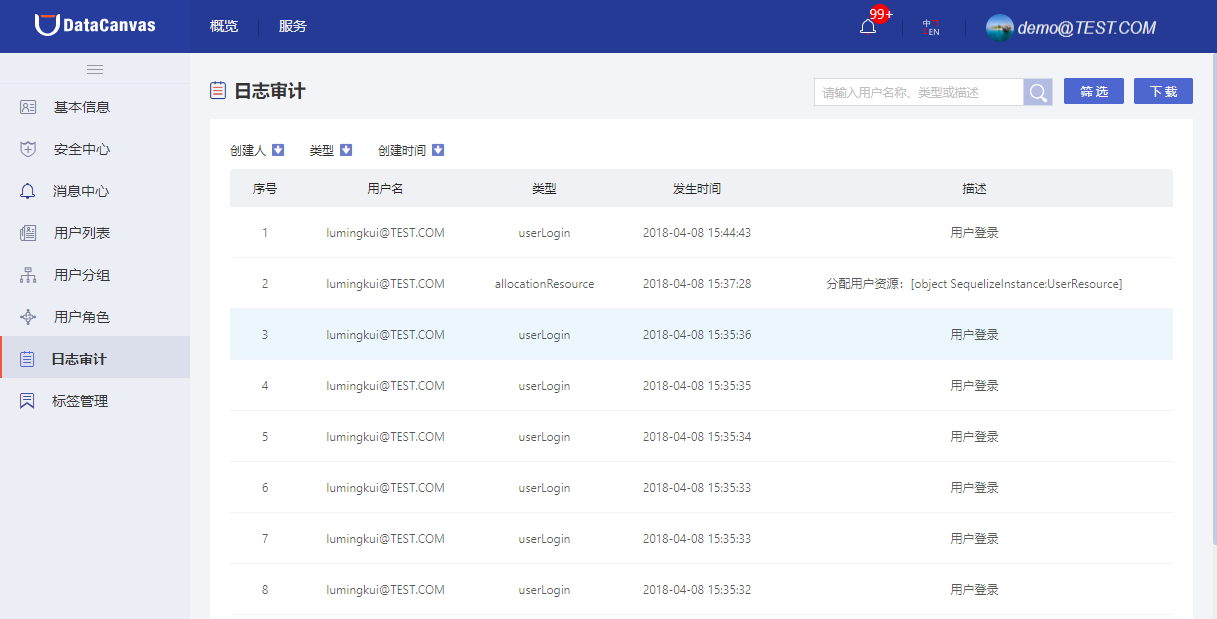 DataCanvas 概览 服务 99+ 中 EN demo@TEST.COM
基本信息
安全中心
消息中心
用户列表
用户分组
用户角色
日志审计
标签管理
日志审计 请输入用户名称、类型或描述 筛选 下载
创建人 类型 创建时间
序号 用户名 类型 发生时间 描述
1 lumingkui@TEST.COM userLogin 2018-04-08 15:44:43 用户登录
2 lumingkui@TEST.COM allocationResource 2018-04-08 15:37:28 分配用户资源：[object SequelizeInstance:UserResource]
3 lumingkui@TEST.COM userLogin 2018-04-08 15:35:36 用户登录
4 lumingkui@TEST.COM userLogin 2018-04-08 15:35:35 用户登录
5 lumingkui@TEST.COM userLogin 2018-04-08 15:35:34 用户登录
6 lumingkui@TEST.COM userLogin 2018-04-08 15:35:33 用户登录
7 lumingkui@TEST.COM userLogin 2018-04-08 15:35:33 用户登录
8 lumingkui@TEST.COM userLogin 2018-04-08 15:35:32 用户登录